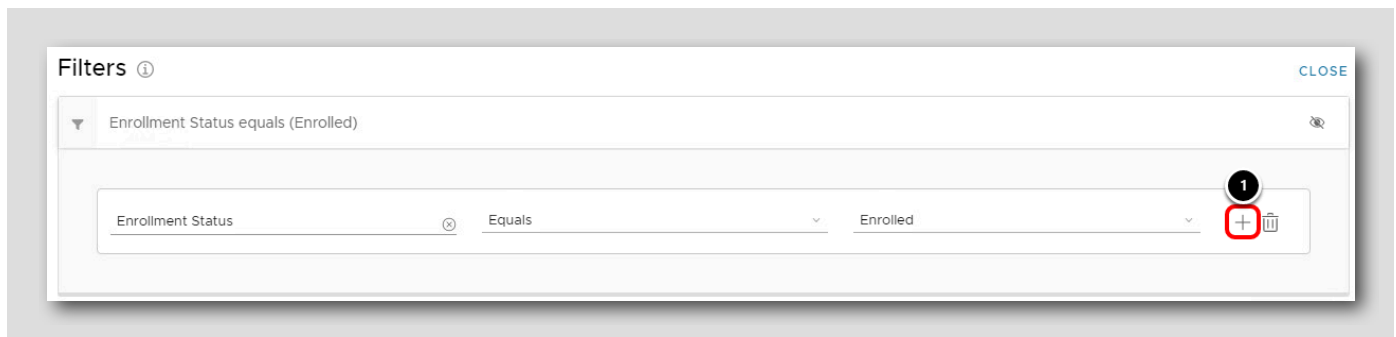 Filters
CLOSE
Enrollment Status equals (Enrolled)
1
Enrollment Status Equals Enrolled